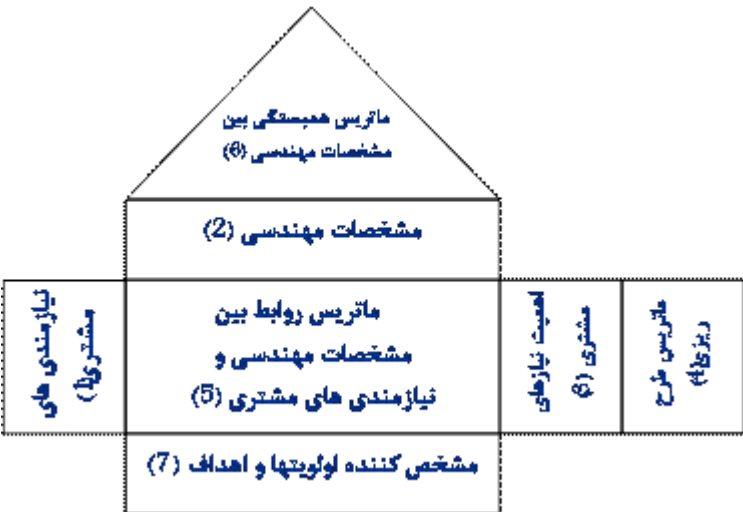 ماتریس همبستگی بین
مشخصات مهندسی (6)
مشخصات مهندسی (2)
نیازمندی های
مشتری(1)
ماتریس روابط بین
مشخصات مهندسی و
نیازمندی های مشتری (5)
اهمیت نیازهای
مشتری (3)
ماتریس طرح
ریزی(4)
مشخص کننده اولویتها و اهداف (7)